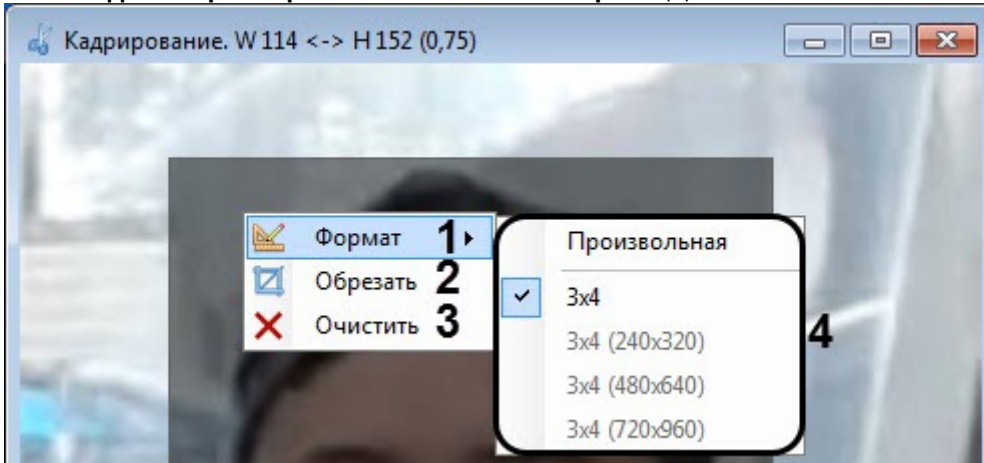 Кадрирование. W 114 <-> H 152 (0,75)
Формат 1
Обрезать 2
Очистить 3
Произвольная
3x4
3x4 (240x320)
3x4 (480x640)
3x4 (720x960)
4